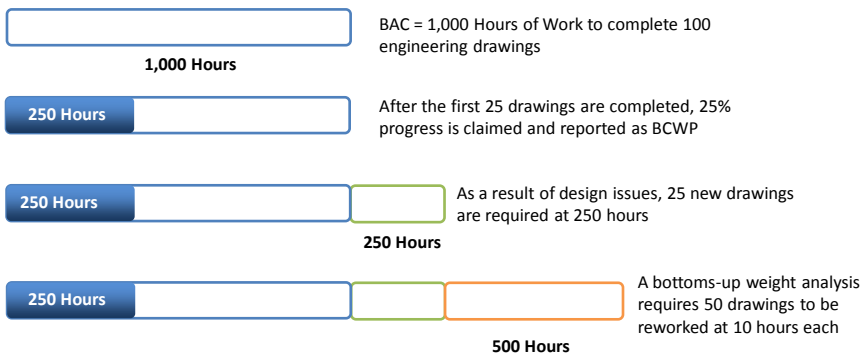 BAC = 1,000 Hours of Work to complete 100
engineering drawings
1,000 Hours
250 Hours
After the first 25 drawings are completed, 25%
progress is claimed and reported as BCWP
250 Hours
As a result of design issues, 25 new drawings
are required at 250 hours
250 Hours
250 Hours
A bottoms-up weight analysis
requires 50 drawings to be
reworked at 10 hours each
500 Hours